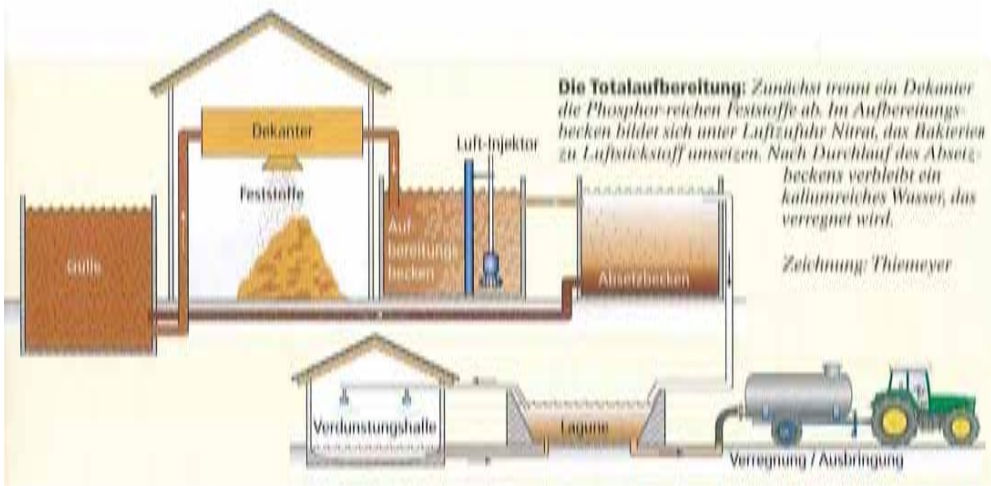 Die Totalaufbereitung: Zunächst trennt ein Dekanter
die Phosphor-reichen Feststoffe ab. Im Aufbereitungs-
becken bildet sich unter Luftzufuhr Nitrat, das Bakterien
zu Luftstickstoff umsetzen. Nach Durchlauf des Absetz-
beckens verbleibt ein
kaliumreiches Wasser, das
verregnet wird.
Zeichnung: Thiemeyer
Dekanter
Luft-Injektor
Feststoffe
Gülle
Auf
bereitung
becken
Absetzbecken
Verdunstungshalle
Lagune
Verregnung / Ausbringung